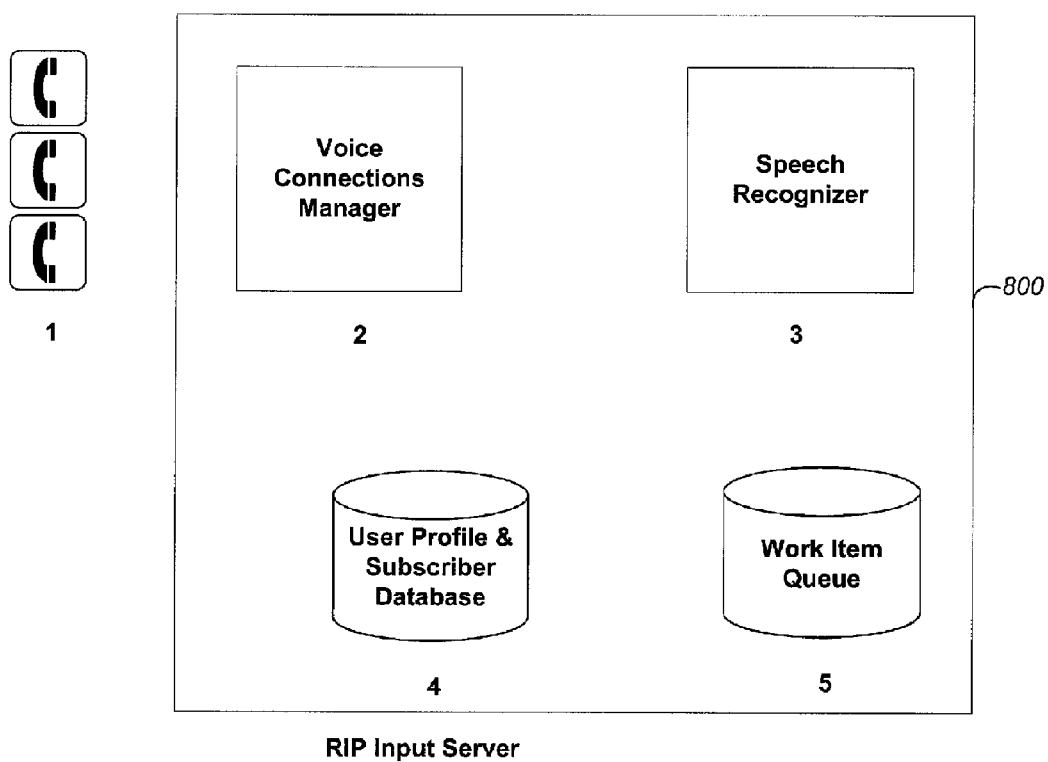 Voice
Connections
Manager
Speech
Recognizer
800
1
2
3
User Profile &
Subscriber
Database
Work Item
Queue
4
5
RIP Input Server